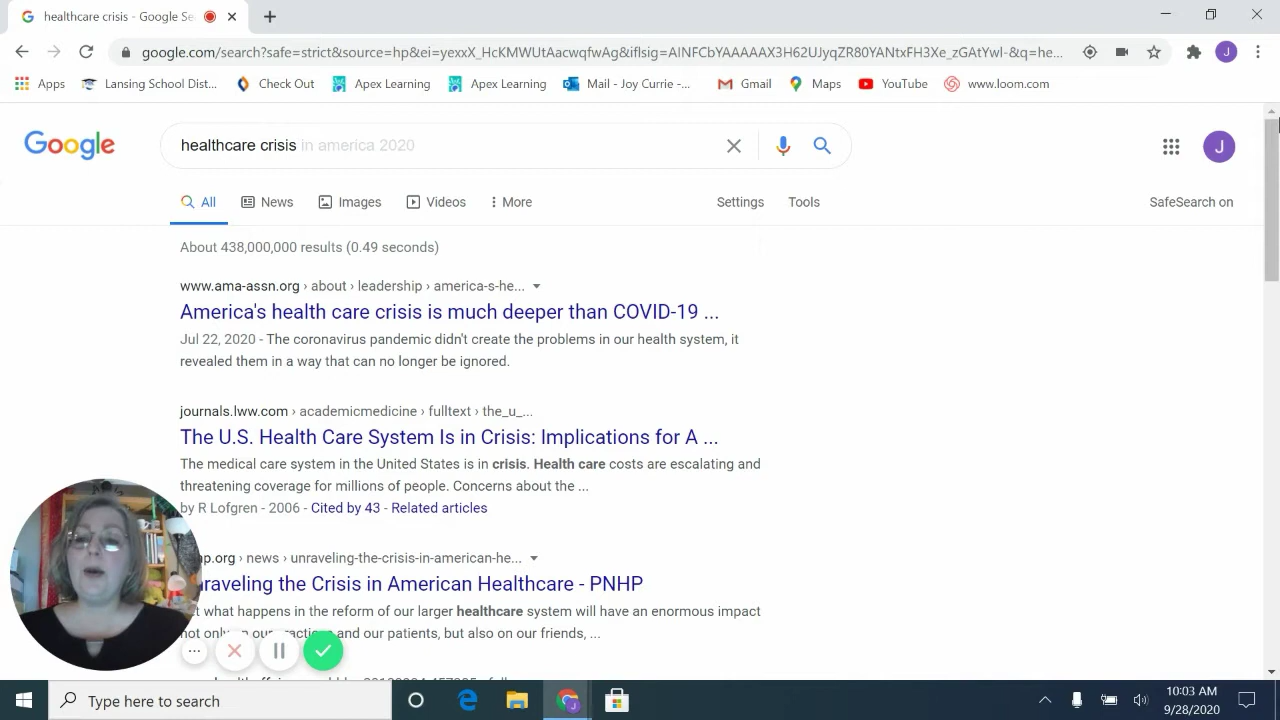 healthcare crisis - Google Se
google.com/search?safe=strict&source=hp&ei=yexxX_HcKMWUtAacwqfwAg&iflsig=AINFCbYAAAAAX3H62UJyqZR80YANtxFH3Xe_zGAtYwl-&q=he...
J
Apps
Lansing School Dist...
Check Out
Apex Learning
Apex Learning
Mail - Joy Currie -...
Gmail
Maps
YouTube
www.loom.com
Google
healthcare crisis in america 2020
J
All
News
Images
Videos
More
Settings
Tools
SafeSearch on
About 438,000,000 results (0.49 seconds)
www.ama-assn.org › about › leadership › america-s-he...
America's health care crisis is much deeper than COVID-19 ...
Jul 22, 2020 - The coronavirus pandemic didn't create the problems in our health system, it
revealed them in a way that can no longer be ignored.
journals.lww.com › academicmedicine › fulltext › the_u_...
The U.S. Health Care System Is in Crisis: Implications for A ...
The medical care system in the United States is in crisis. Health care costs are escalating and
threatening coverage for millions of people. Concerns about the ...
by R Lofgren - 2006 - Cited by 43 - Related articles
.org › news › unraveling-the-crisis-in-american-he...
raveling the Crisis in American Healthcare - PNHP
what happens in the reform of our larger healthcare system will have an enormous impact
not only and our patients, but also on our friends, ...
Type here to search
10:03 AM
9/28/2020